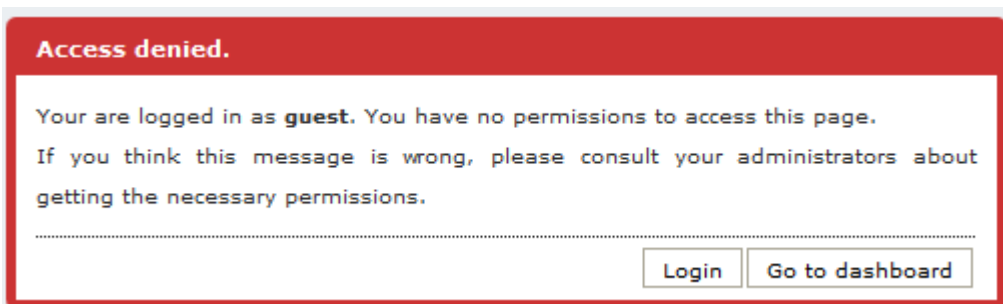 Access denied.
Your are logged in as guest. You have no permissions to access this page.
If you think this message is wrong, please consult your administrators about
getting the necessary permissions.
Login
Go to dashboard